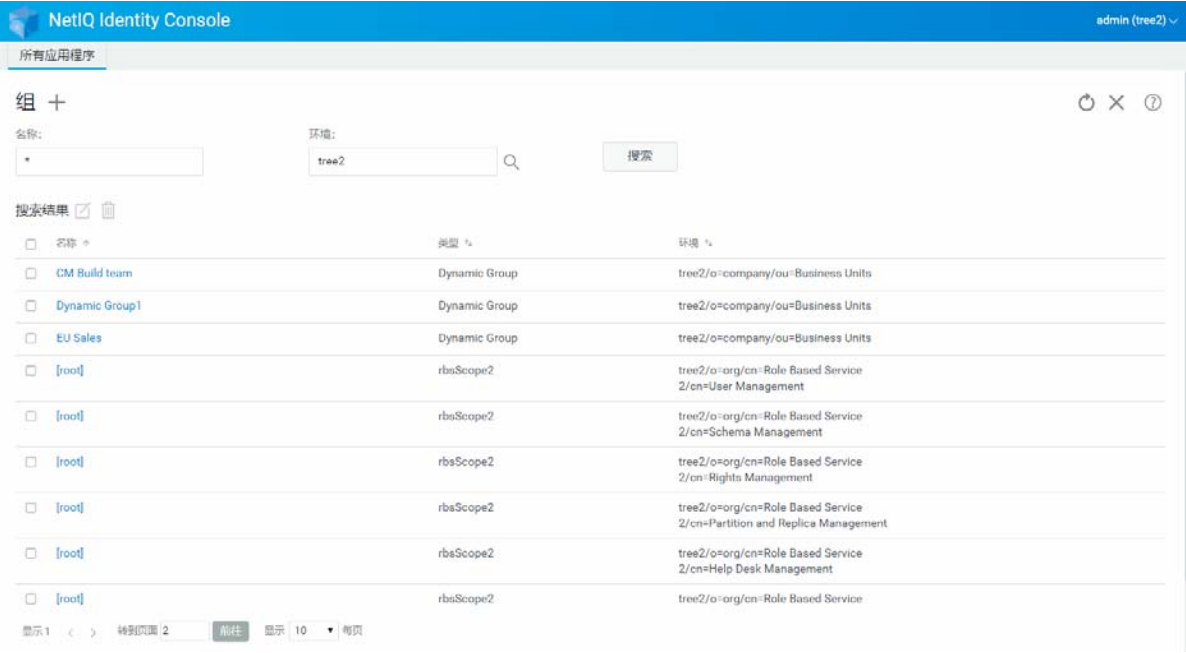 NetIQ Identity Console
admin (tree2)
所有应用程序
组
名称:
环境:
*
tree2
搜索
搜索结果
名称
类型
环境
CM Build team
Dynamic Group
tree2/o=company/ou=Business Units
Dynamic Group1
Dynamic Group
tree2/o=company/ou=Business Units
EU Sales
Dynamic Group
tree2/o=company/ou=Business Units
[root]
rbsScope2
tree2/o=org/cn=Role Based Service
2/cn=User Management
[root]
rbsScope2
tree2/o=org/cn=Role Based Service
2/cn=Schema Management
[root]
rbsScope2
tree2/o=org/cn=Role Based Service
2/cn=Rights Management
[root]
rbsScope2
tree2/o=org/cn=Role Based Service
2/cn=Partition and Replica Management
[root]
rbsScope2
tree2/o=org/cn=Role Based Service
2/cn=Help Desk Management
[root]
rbsScope2
tree2/o=org/cn=Role Based Service
显示1 < > 转到页面 2 前往 显示 10 每页